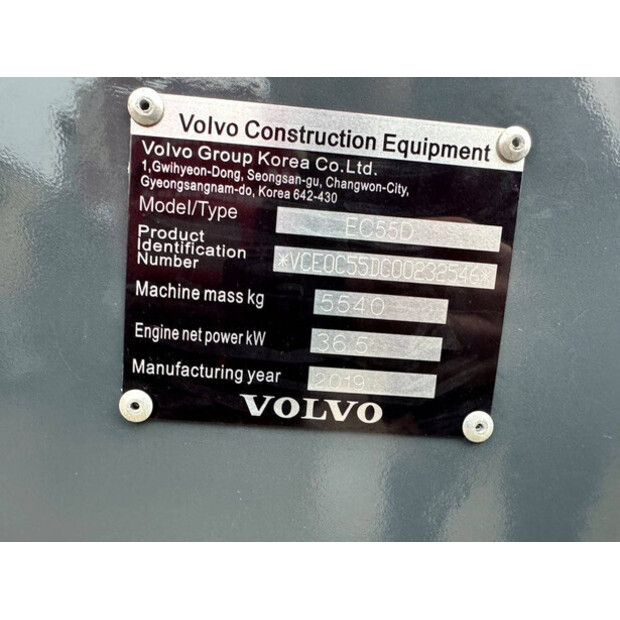 Volvo Construction Equipment
Volvo Group Korea Co.Ltd.
1,Gwihyeon-Dong, Seongsan-gu, Changwon-City,
Gyeongsangnam-do, Korea 642-430
Model/Type EC55D
Product
Identification
Number *VCE0C55DC00232546*
Machine mass kg 5540
Engine net power kW 36.5
Manufacturing year 2019
VOLVO